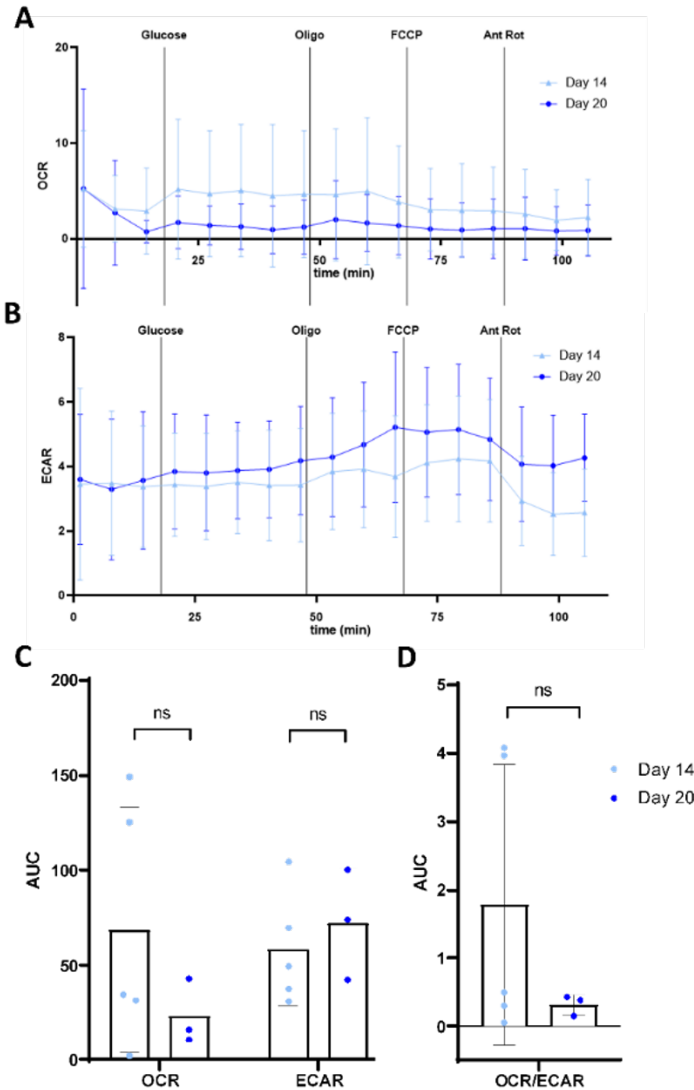 A
Glucose Oligo FCCP Ant Rot
20
Day 14
Day 20
10
OCR
0
25 50 75 100
time (min)
B
Glucose Oligo FCCP Ant Rot
8
Day 14
Day 20
6
ECAR
4
2
0
0 25 50 75 100
time (min)
C
200
ns ns
150
AUC
100
50
0
OCR ECAR
D
5
ns
4
Day 14
Day 20
3
AUC
2
1
0
OCR/ECAR